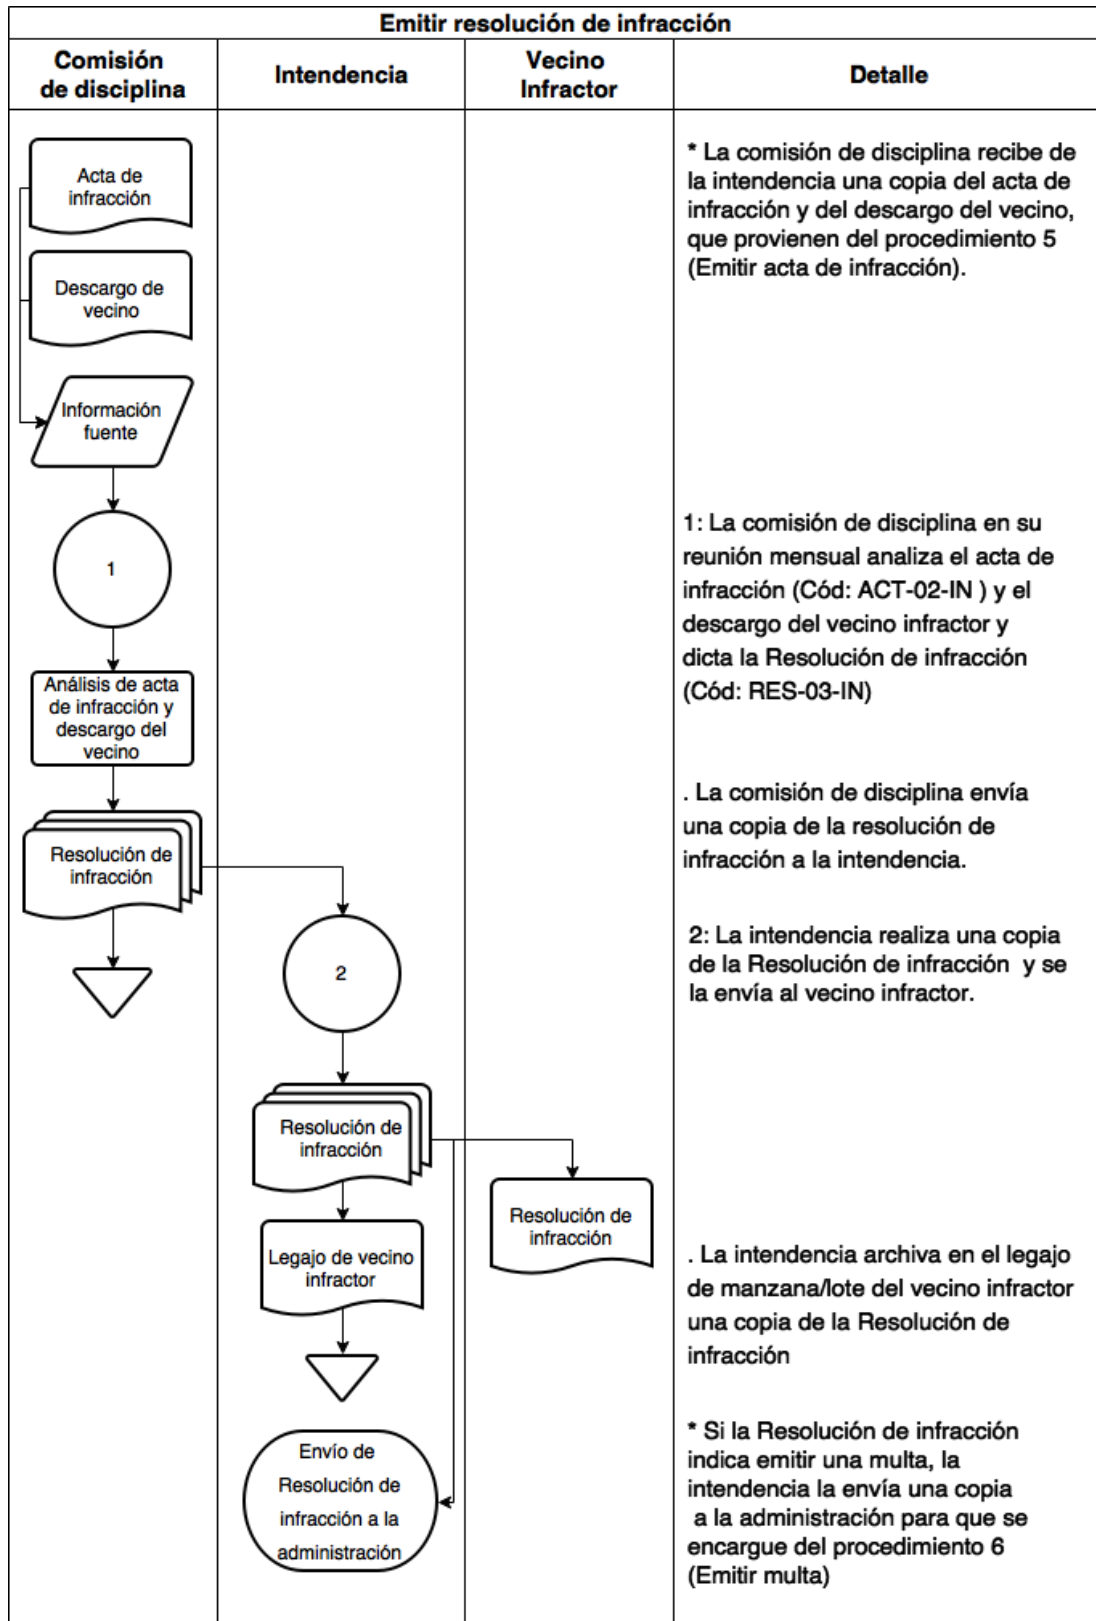 Emitir resolución de infracción
Comisión
de disciplina
Intendencia
Vecino
Infractor
Detalle
Acta de
infracción
Descargo de
vecino
Información
fuente
* La comisión de disciplina recibe de
la intendencia una copia del acta de
infracción y del descargo del vecino,
que provienen del procedimiento 5
(Emitir acta de infracción).
1
Análisis de acta
de infracción y
descargo del
vecino
1: La comisión de disciplina en su
reunión mensual analiza el acta de
infracción (Cód: ACT-02-IN ) y el
descargo del vecino infractor y
dicta la Resolución de infracción
(Cód: RES-03-IN)
Resolución de
infracción
. La comisión de disciplina envía
una copia de la resolución de
infracción a la intendencia.
2
2: La intendencia realiza una copia
de la Resolución de infracción y se
la envía al vecino infractor.
Resolución de
infracción
Resolución de
infracción
Legajo de vecino
infractor
. La intendencia archiva en el legajo
de manzana/lote del vecino infractor
una copia de la Resolución de
infracción
Envío de
Resolución de
infracción a la
administración
* Si la Resolución de infracción
indica emitir una multa, la
intendencia la envía una copia
a la administración para que se
encargue del procedimiento 6
(Emitir multa)